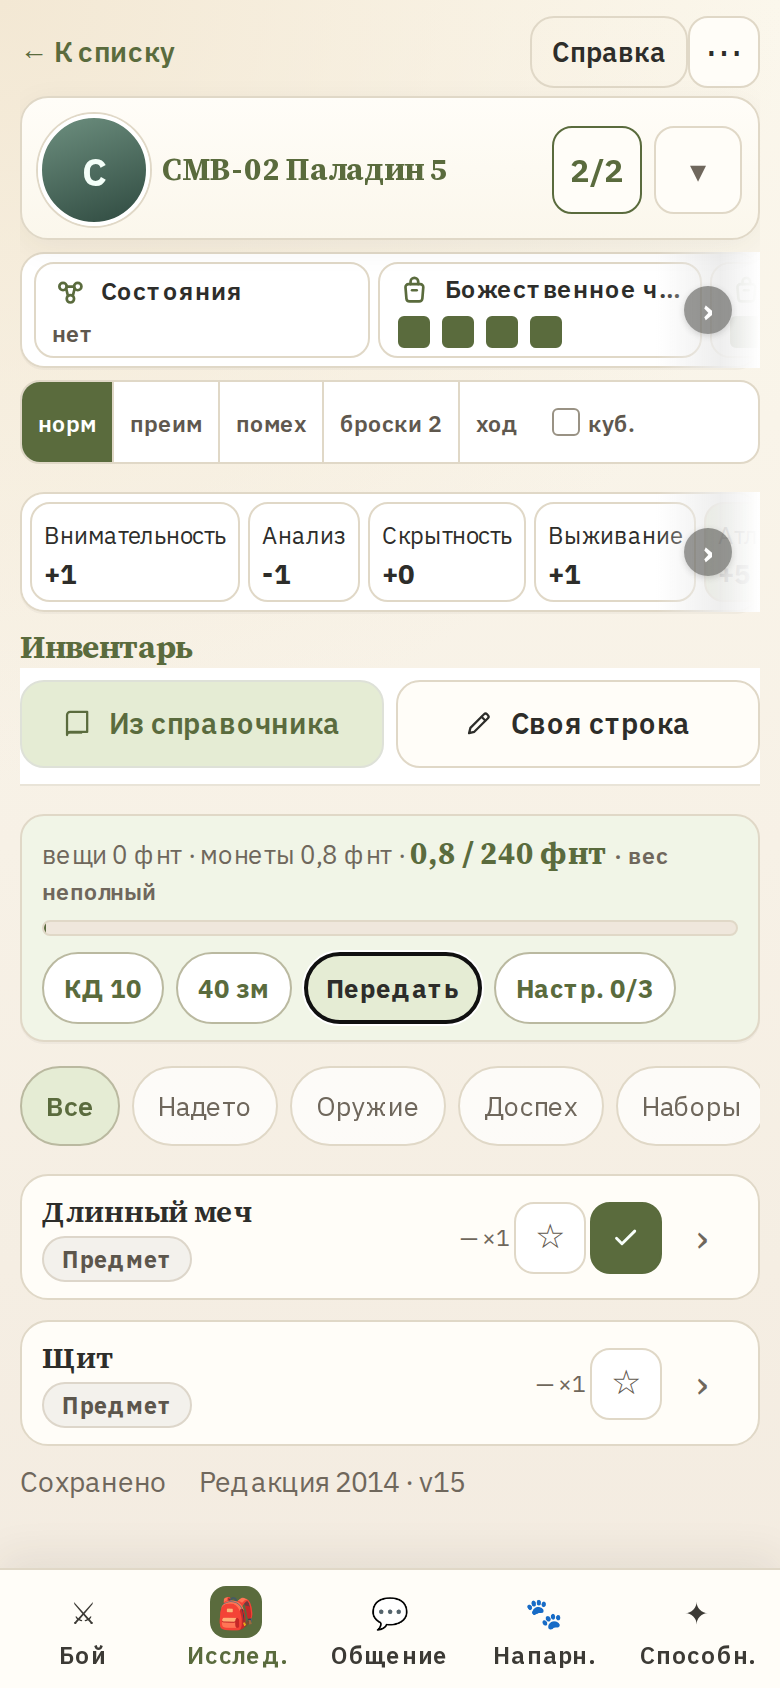 ← К списку
Справка
...
С
СМВ-02 Паладин 5
2/2
▼
Состояния
нет
Божественное ч...
›
норм
преим
помех
броски 2
ход
куб.
Внимательность
+1
Анализ
-1
Скрытность
+0
Выживание
+1
+5
›
Инвентарь
Из справочника
Своя строка
вещи 0 фнт · монеты 0,8 фнт · 0,8 / 240 фнт · вес
неполный
КД 10
40 зм
Передать
Настр. 0/3
Все
Надето
Оружие
Доспех
Наборы
Длинный меч
Предмет
— ×1
›
Щит
Предмет
— ×1
›
Сохранено
Редакция 2014 · v15
Бой
Исслед.
Общение
Напарн.
Способн.